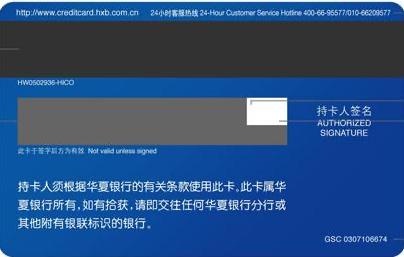 http://www.creditcard.hxb.com.cn 24小时客服热线 24-Hour Customer Service Hotline 400-66-95577/010-66209577
HW0502936-HICO
持卡人签名
AUTHORIZED
SIGNATURE
此卡于签字后方为有效 Not valid unless signed
持卡人须根据华夏银行的有关条款使用此卡,此卡属华
夏银行所有,如有拾获,请即交往任何华夏银行分行或
其他附有银联标识的银行。
GSC 0307106674